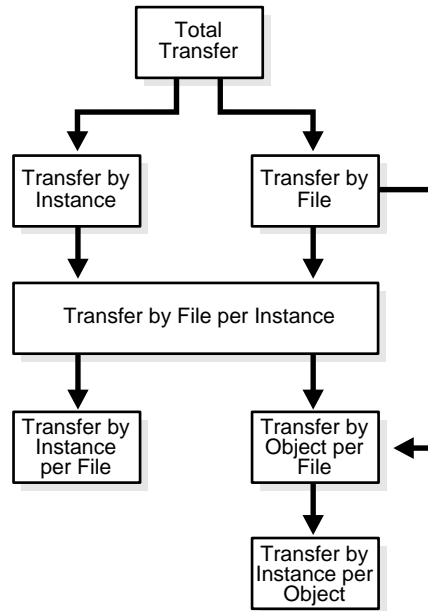 Total
Transfer
Transfer by
Instance
Transfer by
File
Transfer by File per Instance
Transfer by
Instance
per File
Transfer by
Object per
File
Transfer by
Instance per
Object